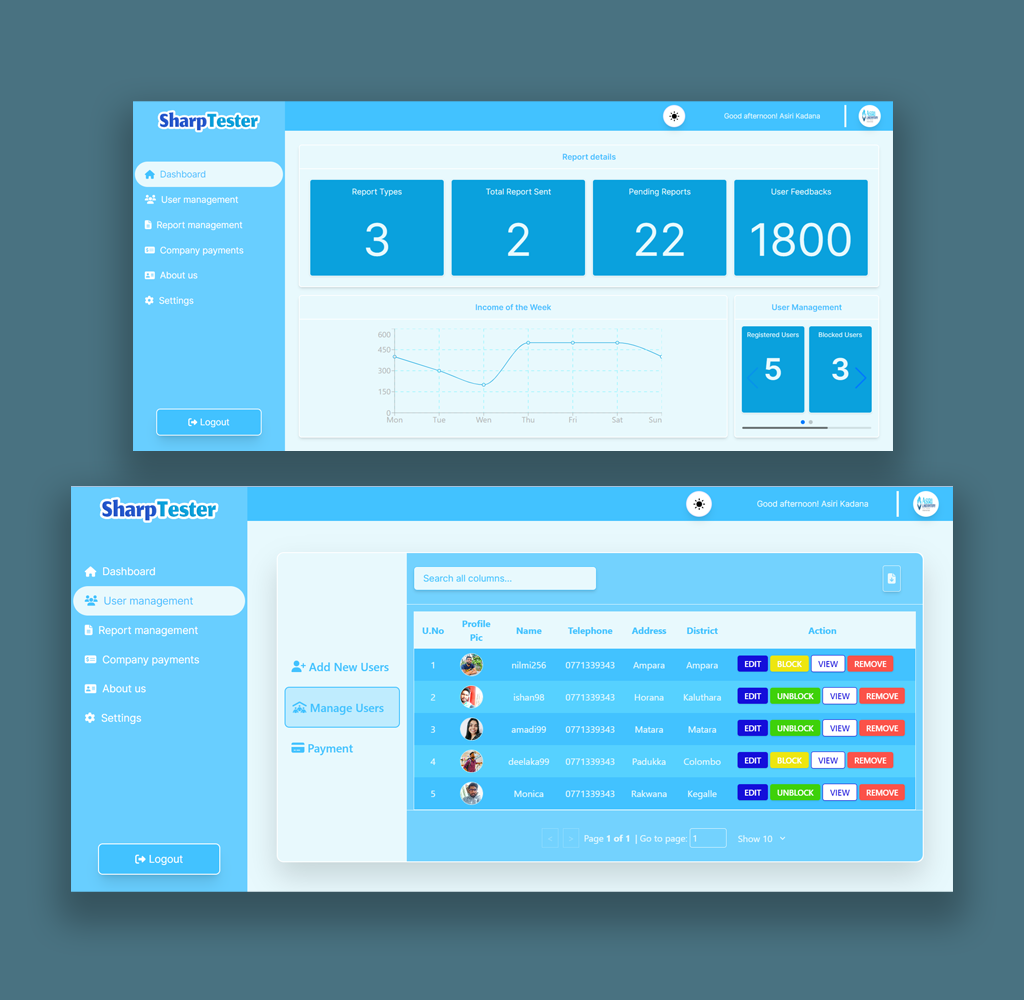 SharpTester
Good afternoon! Asiri Kadana
Dashboard
User management
Report management
Company payments
About us
Settings
Logout
Report details
Report Types
Total Report Sent
Pending Reports
User Feedbacks
3
2
22
1800
Income of the Week
600
450
300
150
0
Mon Tue Wen Thu Fri Sat Sun
User Management
Registered Users
Blocked Users
5
3
SharpTester
Good afternoon! Asiri Kadana
Dashboard
User management
Report management
Company payments
About us
Settings
Logout
Add New Users
Manage Users
Payment
Search all columns...
U.No Profile Pic Name Telephone Address District Action
1 nilmi256 0771339343 Ampara Ampara EDIT BLOCK VIEW REMOVE
2 ishan98 0771339343 Horana Kaluthara EDIT UNBLOCK VIEW REMOVE
3 amadi99 0771339343 Matara Matara EDIT UNBLOCK VIEW REMOVE
4 deelaka99 0771339343 Padukka Colombo EDIT BLOCK VIEW REMOVE
5 Monica 0771339343 Rakwana Kegalle EDIT UNBLOCK VIEW REMOVE
< > Page 1 of 1 | Go to page: 1 Show 10